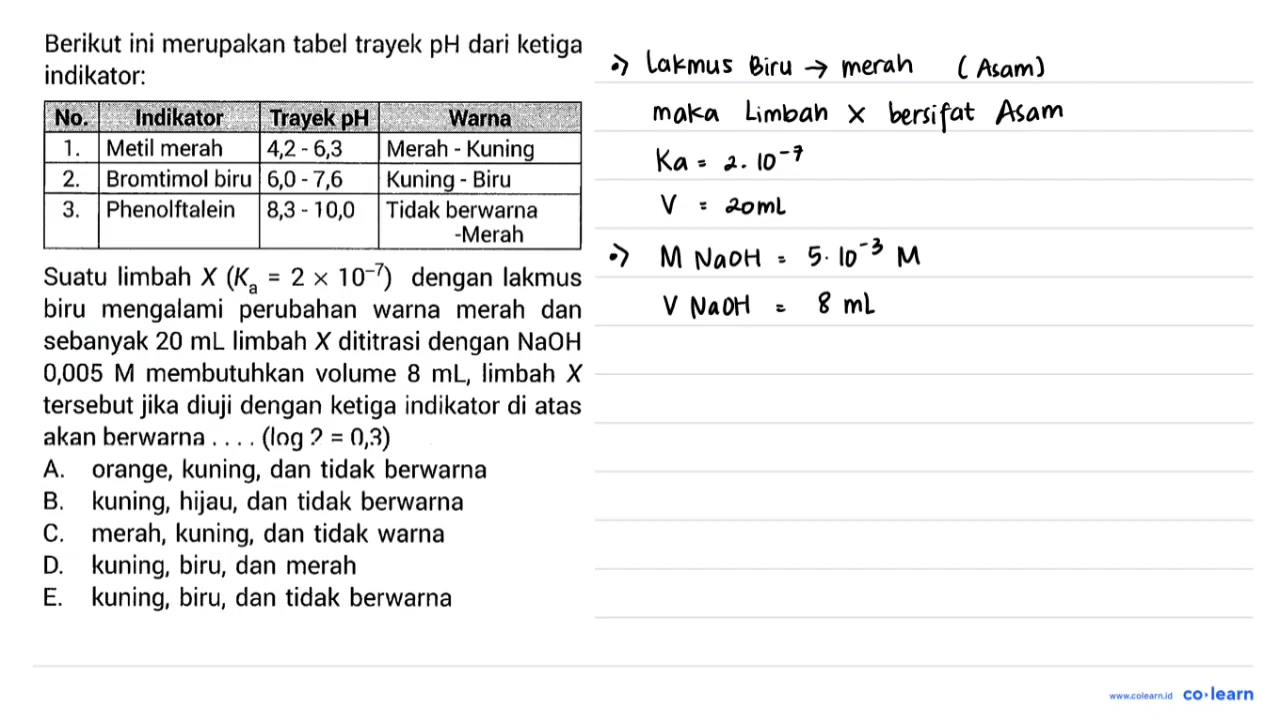 Berikut ini merupakan tabel trayek pH dari ketiga
indikator:
No. Indikator Trayek pH Warna
1. Metil merah 4,2 - 6,3 Merah - Kuning
2. Bromtimol biru 6,0 - 7,6 Kuning - Biru
3. Phenolftalein 8,3 - 10,0 Tidak berwarna
-Merah
Suatu limbah X (Kₐ = 2 × 10⁻⁷) dengan lakmus
biru mengalami perubahan warna merah dan
sebanyak 20 mL limbah X dititrasi dengan NaOH
0,005 M membutuhkan volume 8 mL, limbah X
tersebut jika diuji dengan ketiga indikator di atas
akan berwarna . . . . (log 2 = 0,3)
A. orange, kuning, dan tidak berwarna
B. kuning, hijau, dan tidak berwarna
C. merah, kuning, dan tidak warna
D. kuning, biru, dan merah
E. kuning, biru, dan tidak berwarna
•) Lakmus Biru → merah (Asam)
maka Limbah X bersifat Asam
Ka = 2. 10⁻⁷
V = 20mL
•) M NaOH = 5. 10⁻³ M
V NaOH = 8 mL
www.colearn.id co·learn